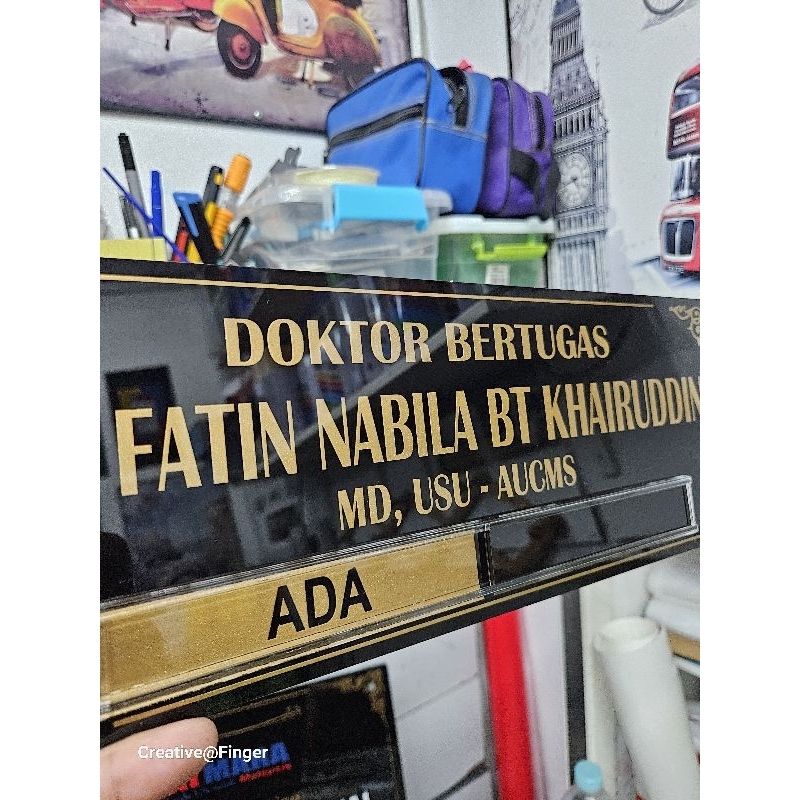 DOKTOR BERTUGAS
FATIN NABILA BT KHAIRUDDIN
MD, USU - AUCMS
ADA
Creative@Finger